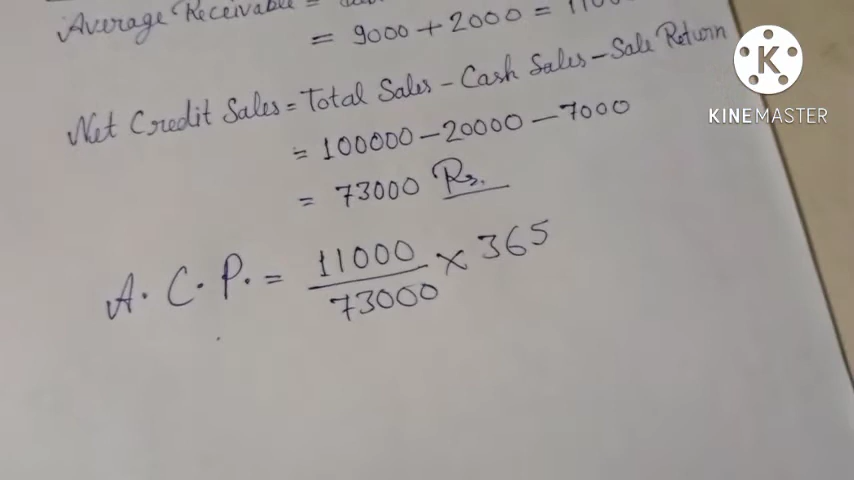 Average Receivable =
= 9000 + 2000 =
Net Credit Sales = Total Sales - Cash Sales - Sale Return
= 100000 - 20000 - 7000
= 73000 Rs.
A.C.P. = 11000/73000 × 365
K
KINEMASTER